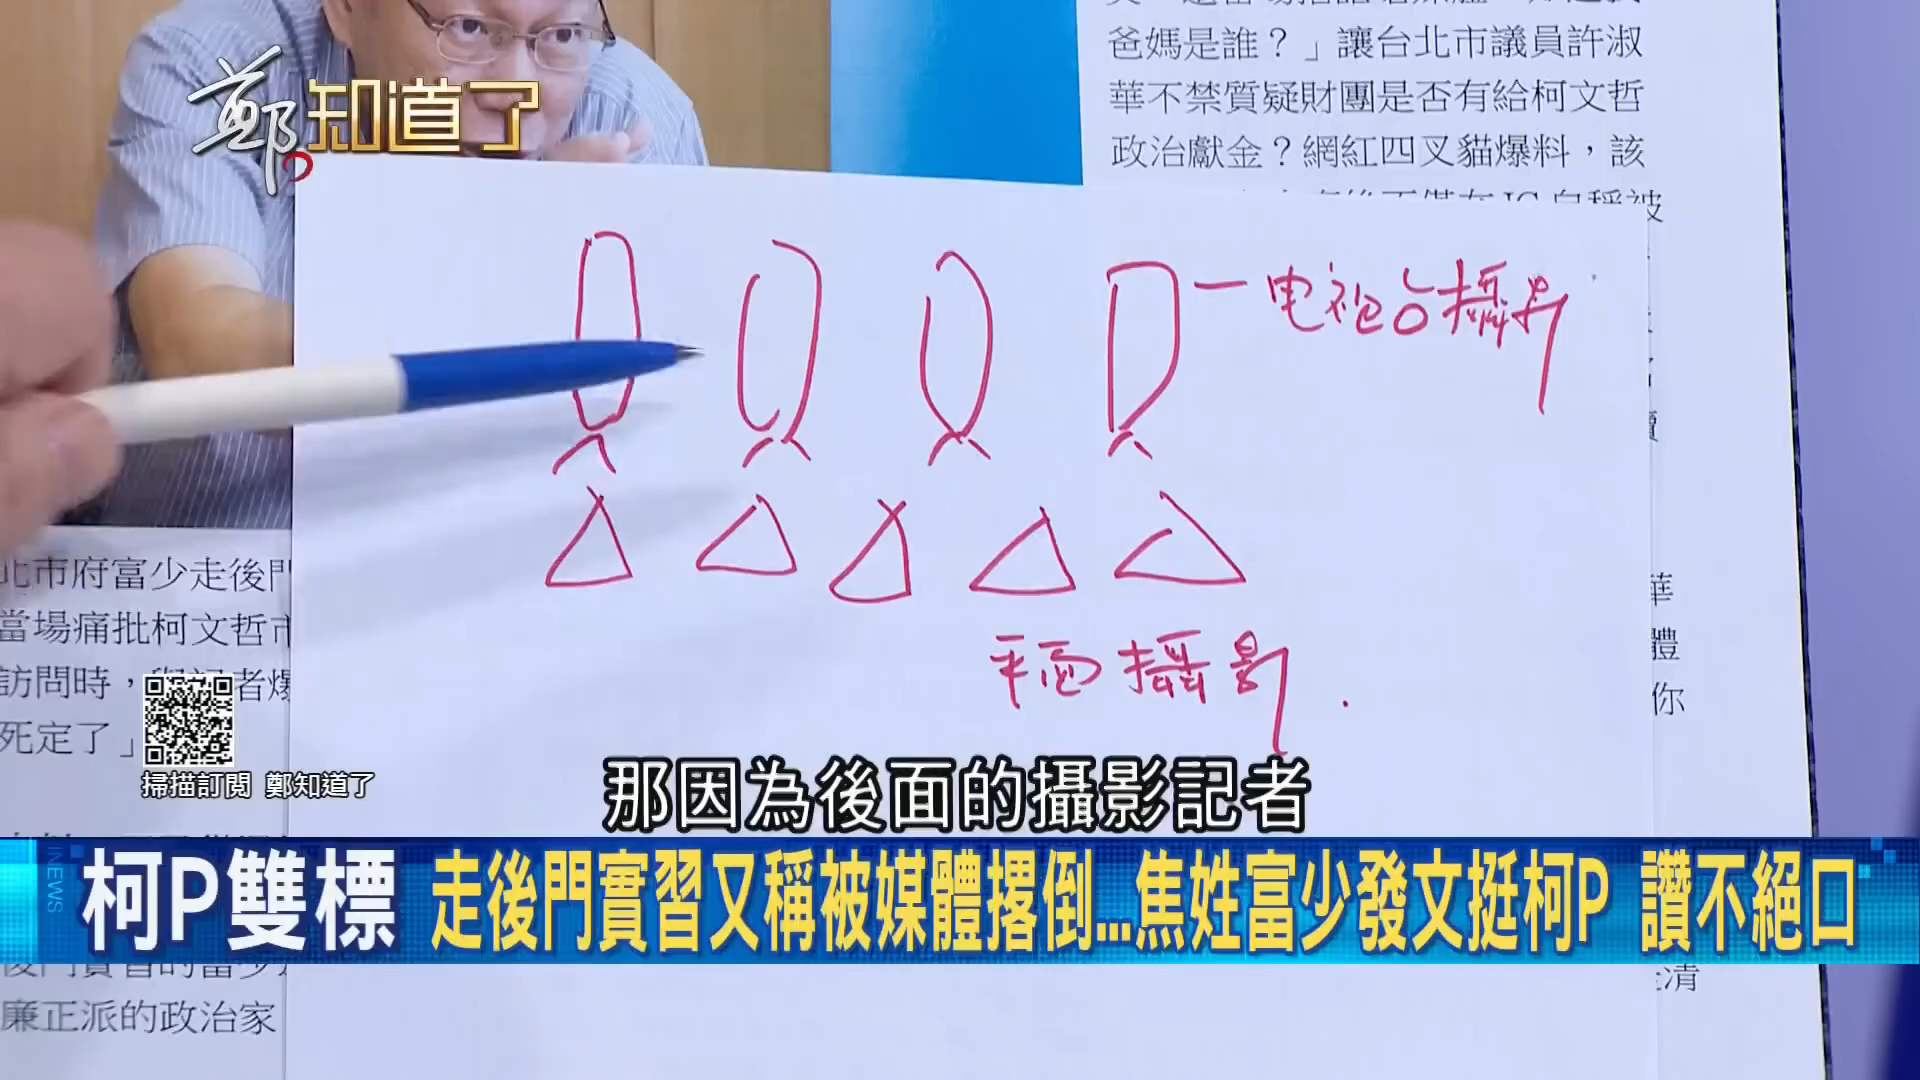 鄭知道了
爸媽是誰？」讓台北市議員許淑
華不禁質疑財團是否有給柯文哲
政治獻金？網紅四叉貓爆料，該
一电視台攝影
平面攝影.
北市府富少走後門
當場痛批柯文哲市
訪問時，
者爆
死定了」
華
體
你
掃描訂閱 鄭知道了
那因為後面的攝影記者
iNEWS
柯P雙標 走後門實習又稱被媒體撂倒...焦姓富少發文挺柯P 讚不絕口
廉正派的政治家
清